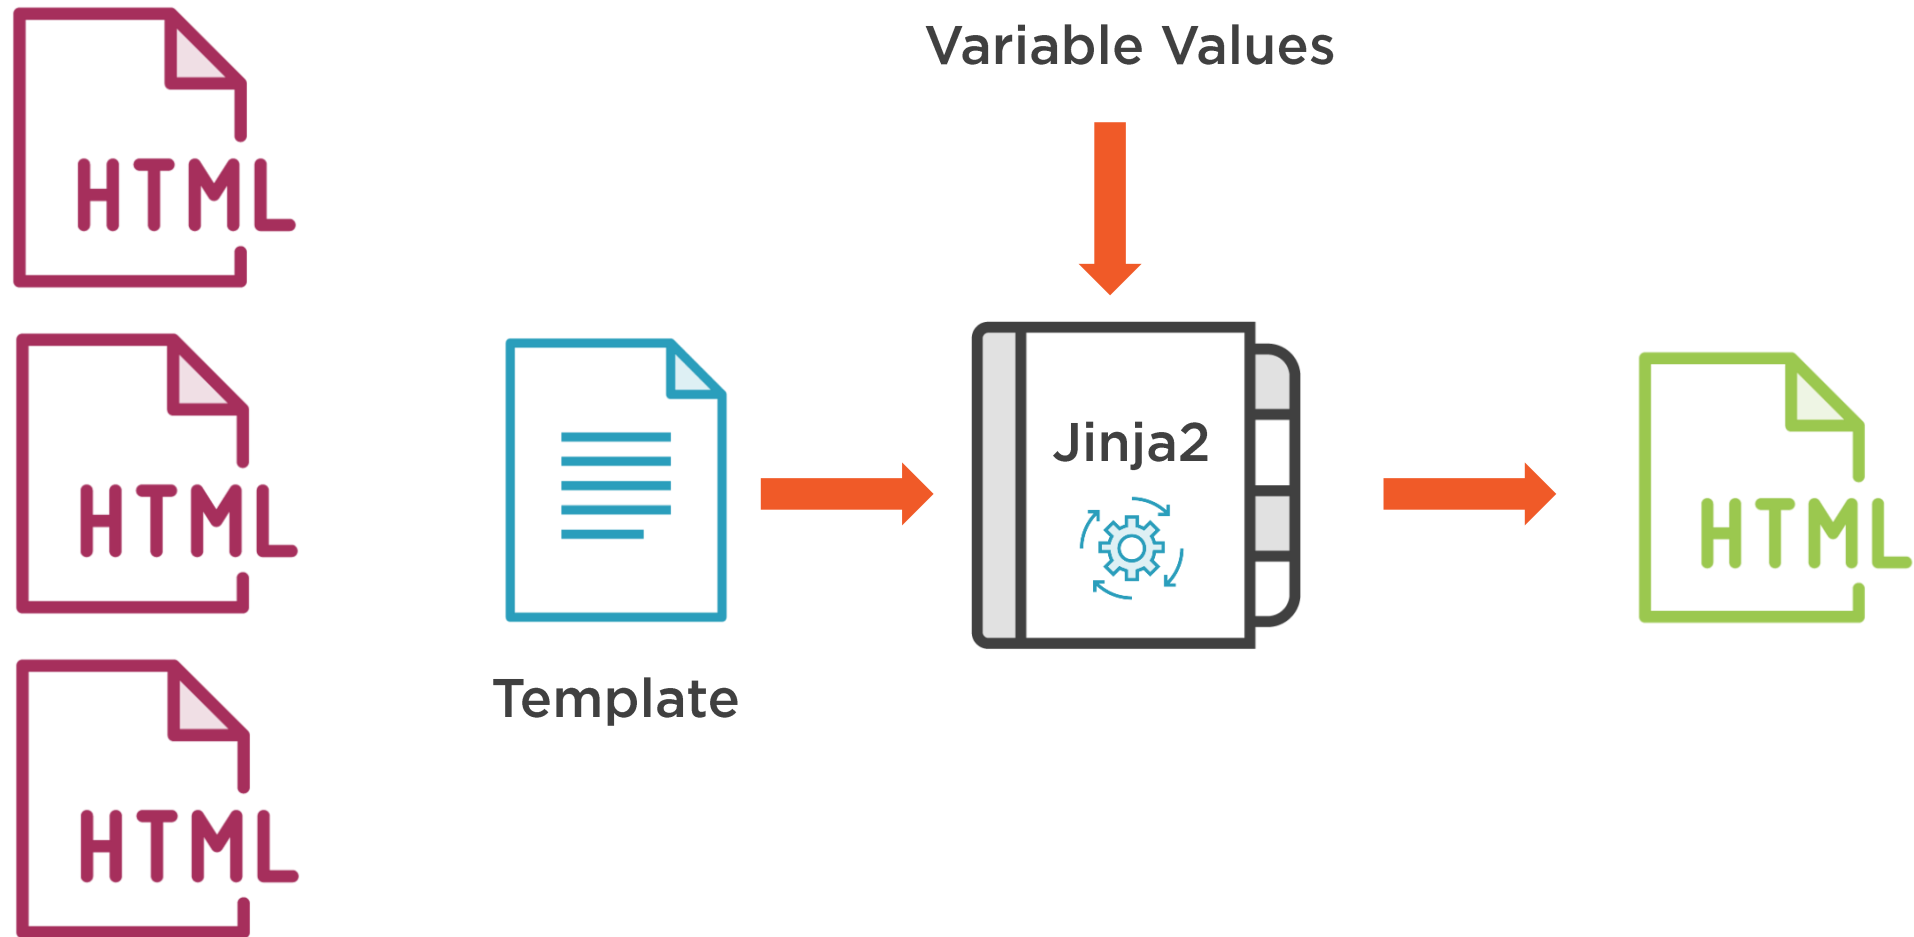 Variable Values
HTML
HTML
HTML
Template
Jinja2
HTML